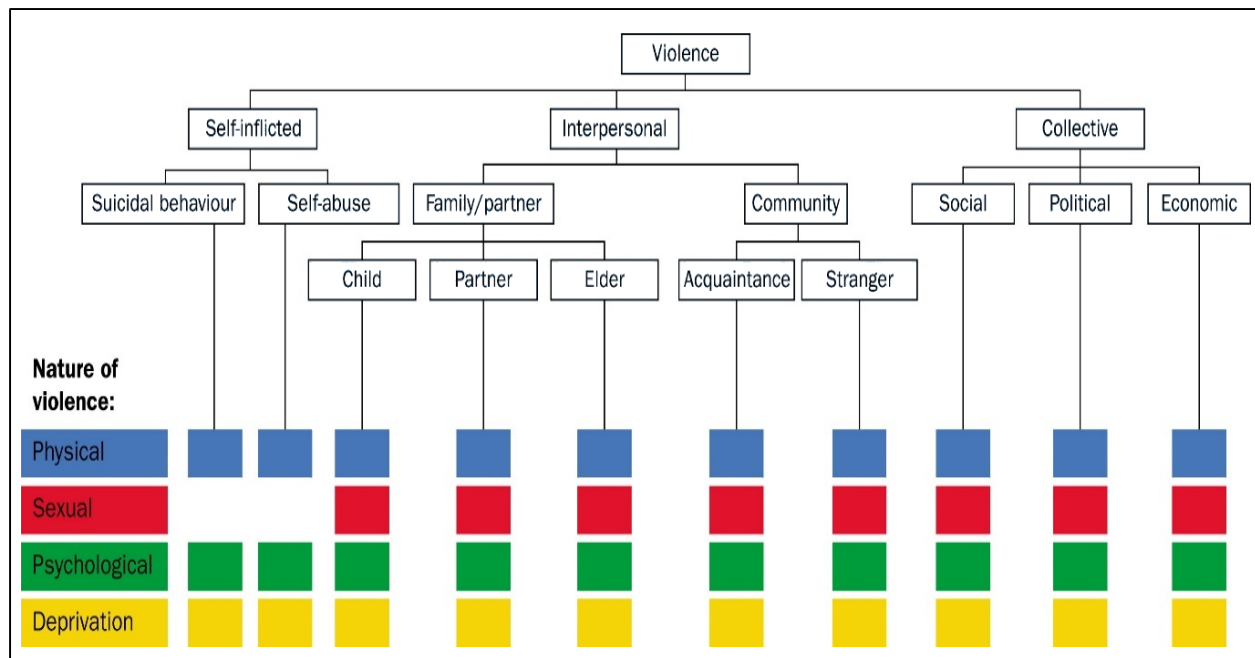 Violence
Self-inflicted
Interpersonal
Collective
Suicidal behaviour
Self-abuse
Family/partner
Community
Social
Political
Economic
Child
Partner
Elder
Acquaintance
Stranger
Nature of
violence:
Physical
Sexual
Psychological
Deprivation